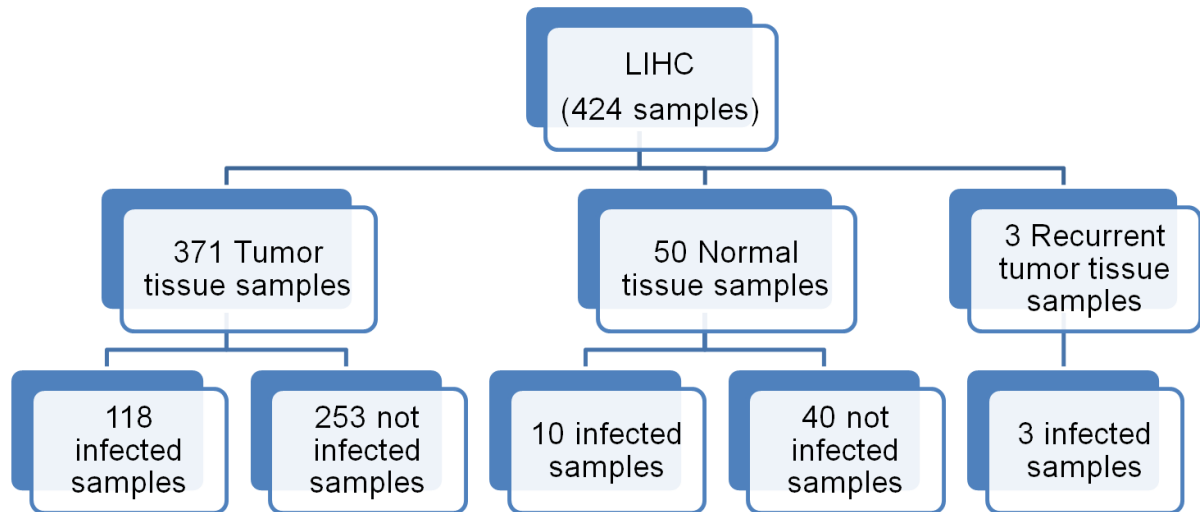 LIHC
(424 samples)
371 Tumor
tissue samples
50 Normal
tissue samples
3 Recurrent
tumor tissue
samples
118
infected
samples
253 not
infected
samples
10 infected
samples
40 not
infected
samples
3 infected
samples